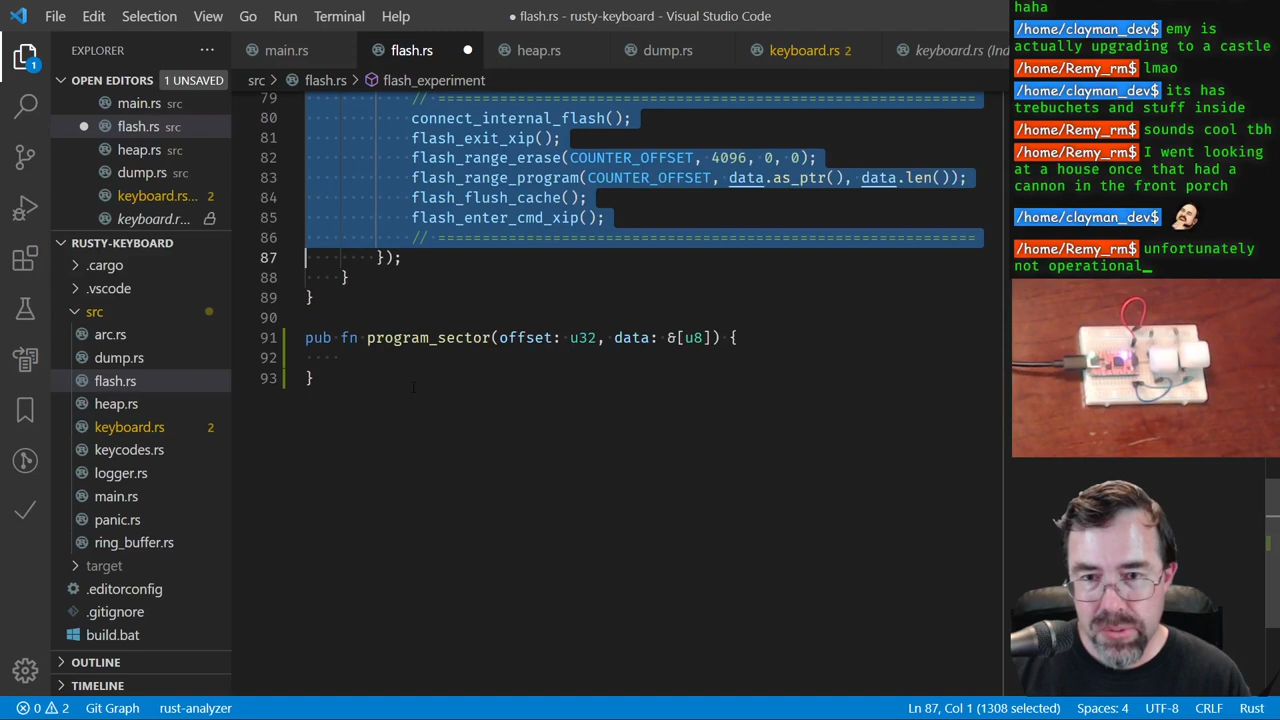 File Edit Selection View Go Run Terminal Help
● flash.rs - rusty-keyboard - Visual Studio Code
EXPLORER ···
main.rs
flash.rs ●
heap.rs
dump.rs
keyboard.rs 2
keyboard.rs (Ind
src > flash.rs > flash_experiment
OPEN EDITORS 1 UNSAVED
main.rs src
● flash.rs src
heap.rs src
dump.rs src
keyboard.rs... 2
keyboard.r...
RUSTY-KEYBOARD
.cargo
.vscode
src
arc.rs
dump.rs
flash.rs
heap.rs
keyboard.rs 2
keycodes.rs
logger.rs
main.rs
panic.rs
ring_buffer.rs
target
.editorconfig
.gitignore
build.bat
OUTLINE
TIMELINE
1
79 // =============================================================
80 connect_internal_flash();
81 flash_exit_xip();
82 flash_range_erase(COUNTER_OFFSET, 4096, 0, 0);
83 flash_range_program(COUNTER_OFFSET, data.as_ptr(), data.len());
84 flash_flush_cache();
85 flash_enter_cmd_xip();
86 // =============================================================
87 });
88 }
89 }
90
91 pub fn program_sector(offset: u32, data: &[u8]) {
92
93 }
haha
/home/clayman_dev$ emy is
actually upgrading to a castle
/home/Remy_rm$ lmao
/home/clayman_dev$ its has
trebuchets and stuff inside
/home/Remy_rm$ sounds cool tbh
/home/Remy_rm$ I went looking
at a house once that had a
cannon in the front porch
/home/clayman_dev$
/home/Remy_rm$ unfortunately
not operational_
0 2 Git Graph rust-analyzer
Ln 87, Col 1 (1308 selected) Spaces: 4 UTF-8 CRLF Rust